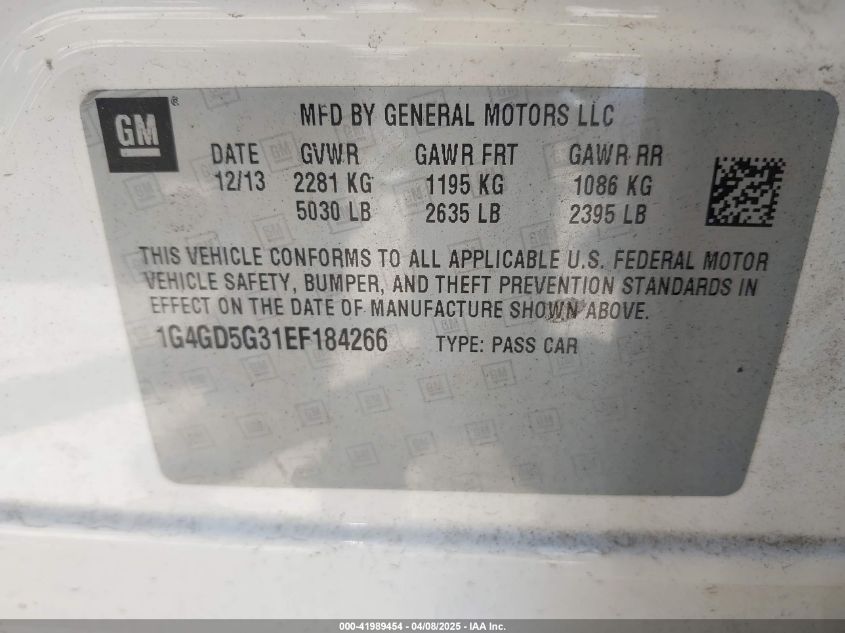 GM®
MFD BY GENERAL MOTORS LLC
DATE GVWR GAWR FRT GAWR RR
12/13 2281 KG 1195 KG 1086 KG
5030 LB 2635 LB 2395 LB
THIS VEHICLE CONFORMS TO ALL APPLICABLE U.S. FEDERAL MOTOR
VEHICLE SAFETY, BUMPER, AND THEFT PREVENTION STANDARDS IN
EFFECT ON THE DATE OF MANUFACTURE SHOWN ABOVE.
1G4GD5G31EF184266 TYPE: PASS CAR
000-41989454 - 04/08/2025 - IAA Inc.